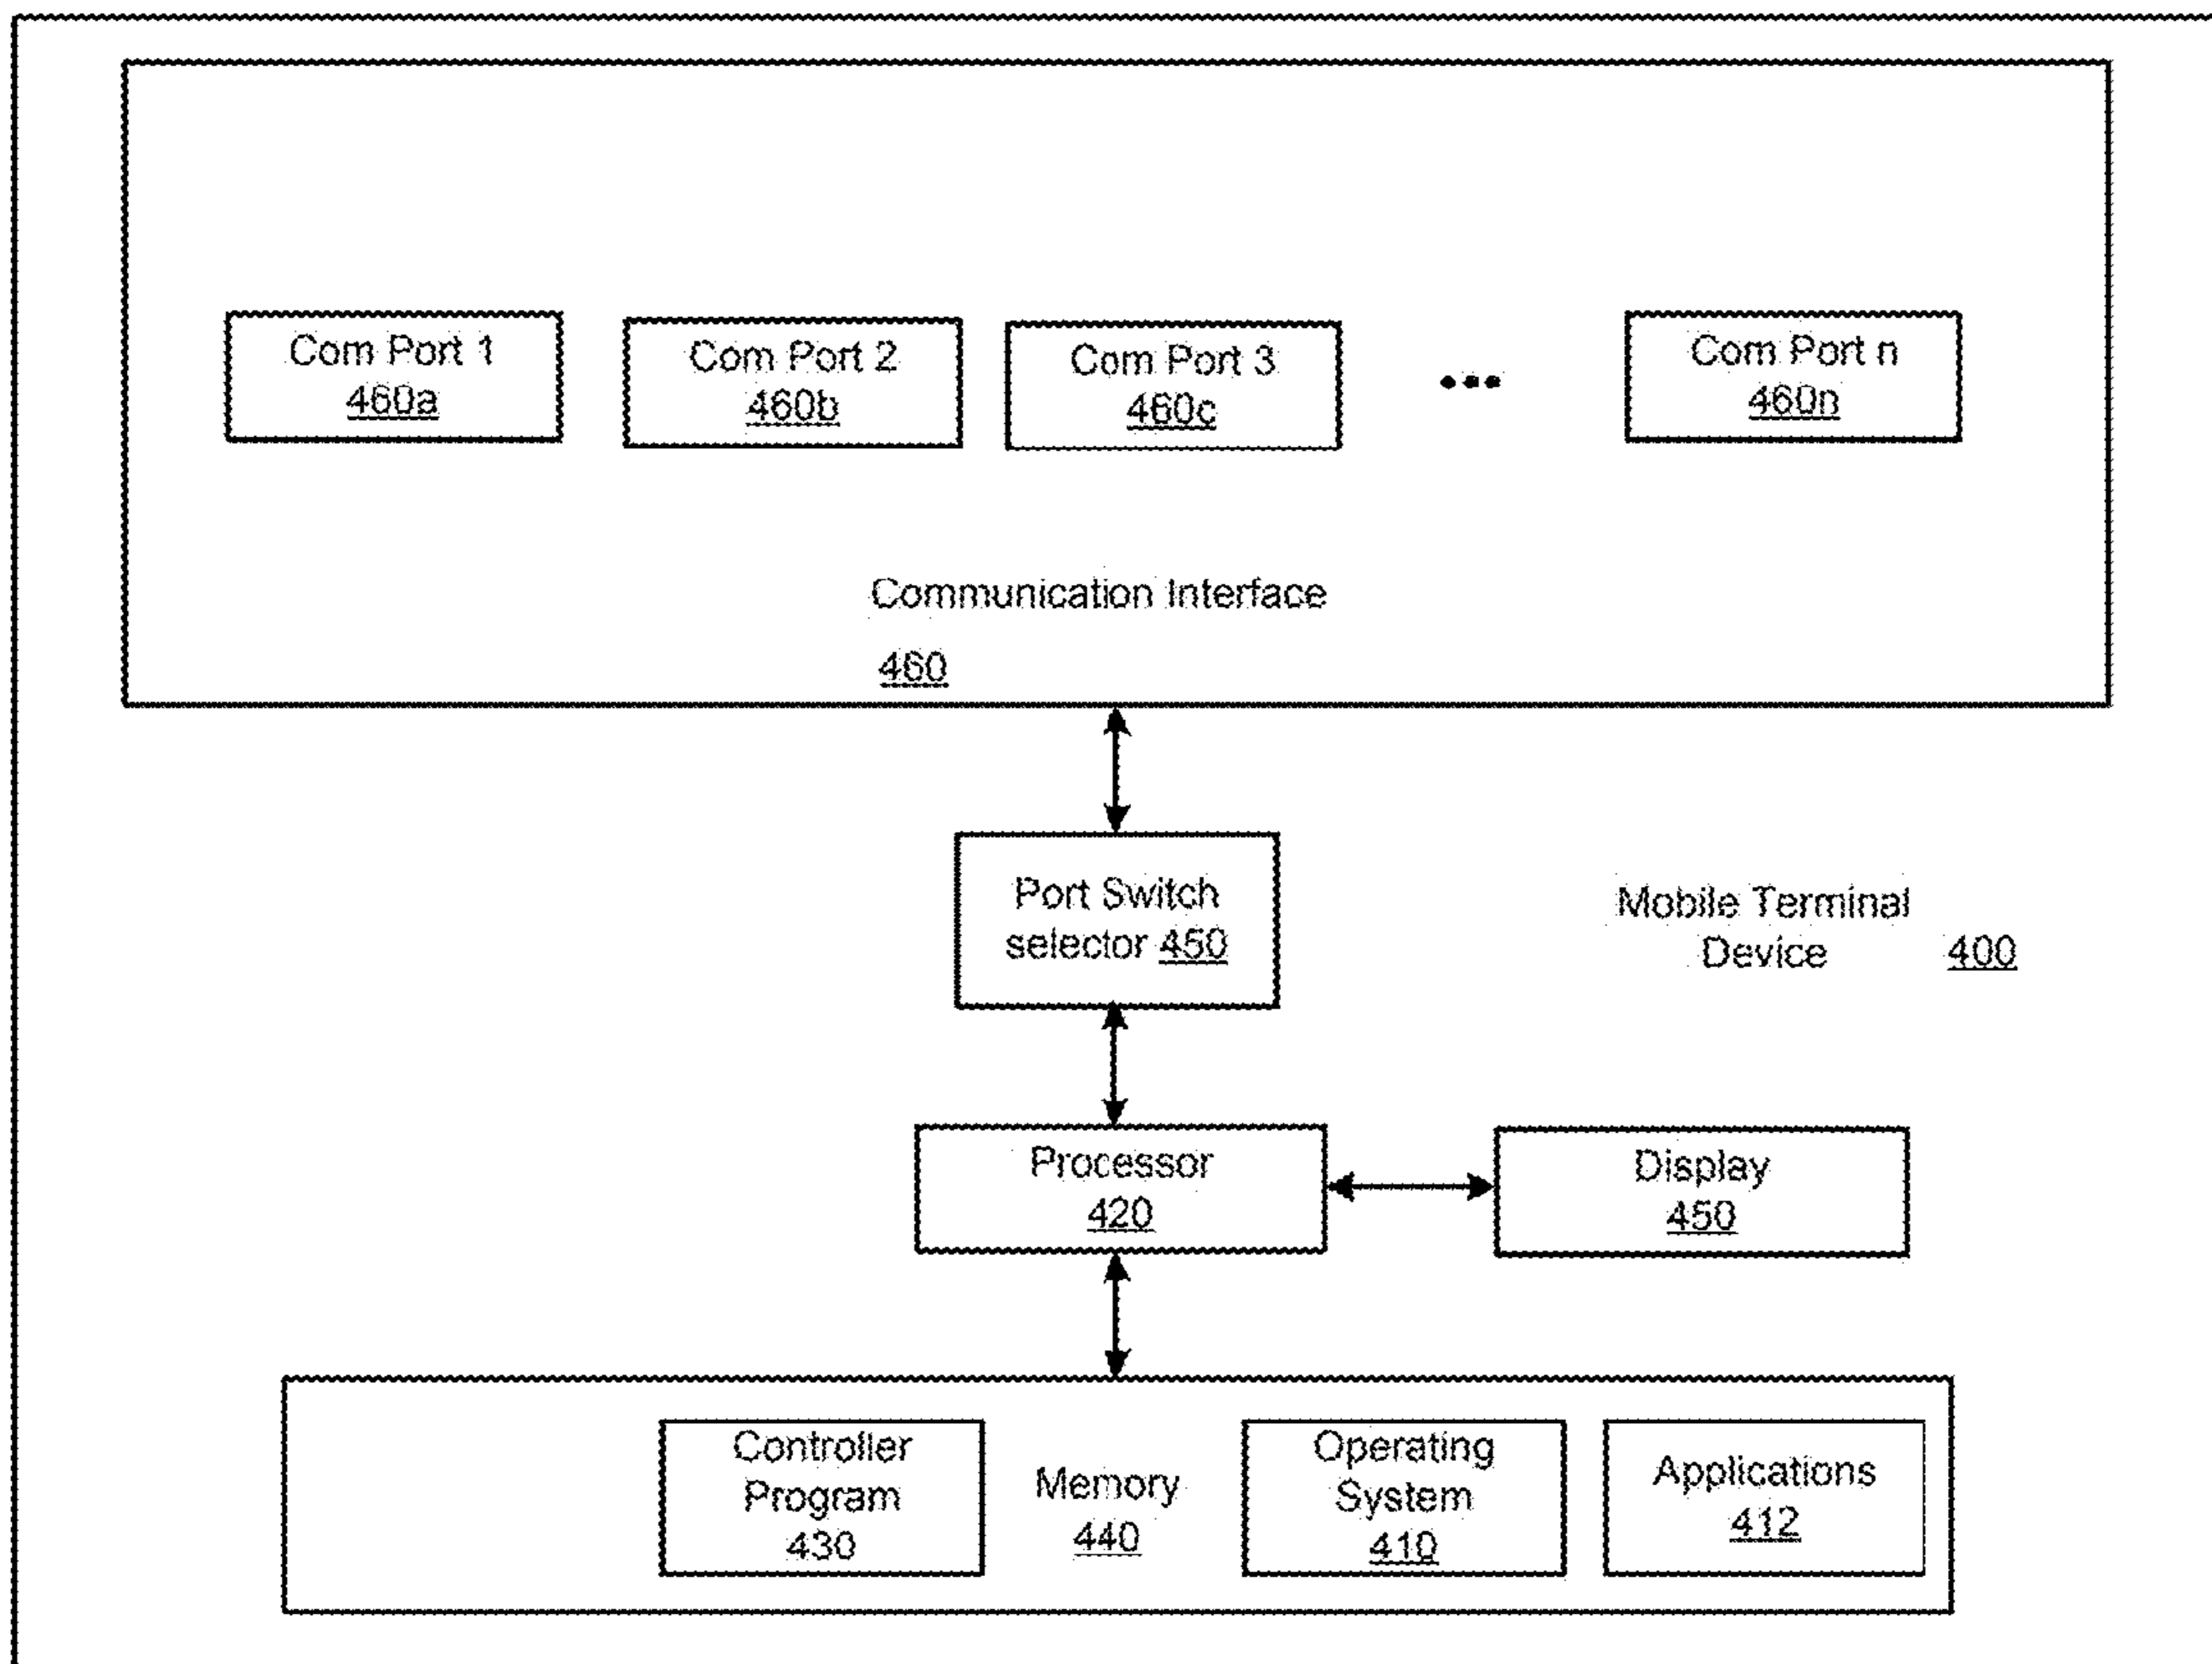 Com Port 1
460a
Com Port 2
460b
Com Port 3
460c
•••
Com Port n
460n
Communication Interface
460
Port Switch
selector 450
Mobile Terminal
Device 400
Processor
420
Display
450
Controller
Program
430
Memory
440
Operating
System
410
Applications
412